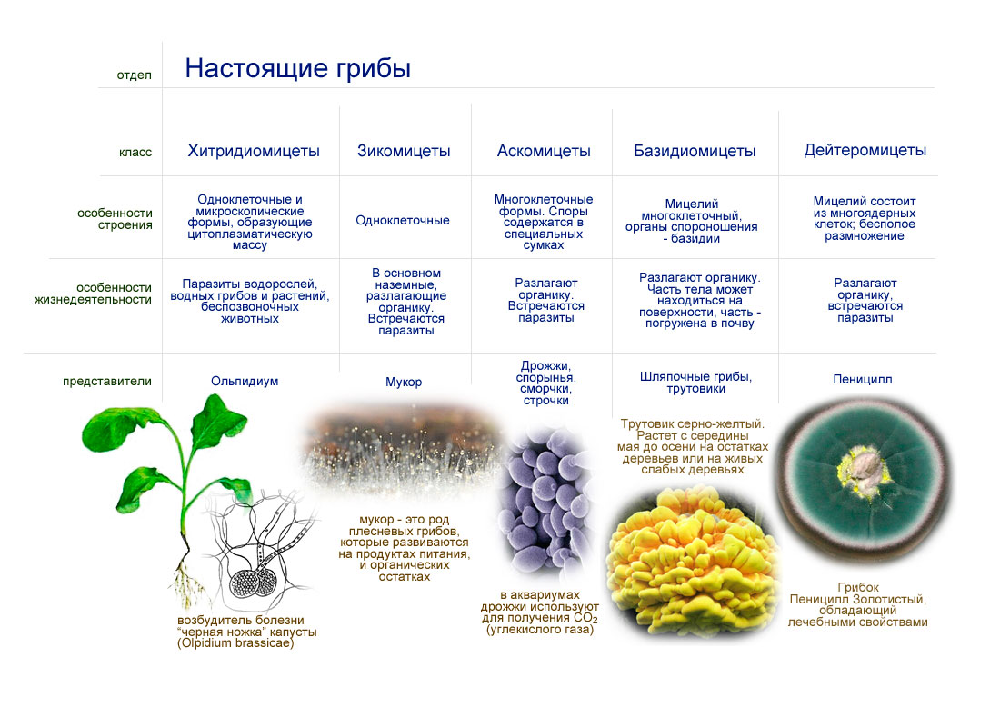 отдел
Настоящие грибы
класс
Хитридиомицеты
Зикомицеты
Аскомицеты
Базидиомицеты
Дейтеромицеты
особенности
строения
Одноклеточные и
микроскопические
формы, образующие
цитоплазматическую
массу
Одноклеточные
Многоклеточные
формы. Споры
содержатся в
специальных
сумках
Мицелий
многоклеточный,
органы спороношения
- базидии
Мицелий состоит
из многоядерных
клеток; бесполое
размножение
особенности
жизнедеятельности
Паразиты водорослей,
водных грибов и растений,
беспозвоночных
животных
В основном
наземные,
разлагающие
органику.
Встречаются
паразиты
Разлагают
органику.
Встречаются
паразиты
Разлагают органику.
Часть тела может
находиться на
поверхности, часть -
погружена в почву
Разлагают
органику,
встречаются
паразиты
представители
Ольпидиум
Мукор
Дрожжи,
спорынья,
сморчки,
строчки
Шляпочные грибы,
трутовики
Пеницилл
возбудитель болезни
"черная ножка" капусты
(Olpidium brassicae)
мукор - это род
плесневых грибов,
которые развиваются
на продуктах питания,
и органических
остатках
в аквариумах
дрожжи используют
для получения CO₂
(углекислого газа)
Трутовик серно-желтый.
Растет с середины
мая до осени на остатках
деревьев или на живых
слабых деревьях
Грибок
Пеницилл Золотистый,
обладающий
лечебными свойствами